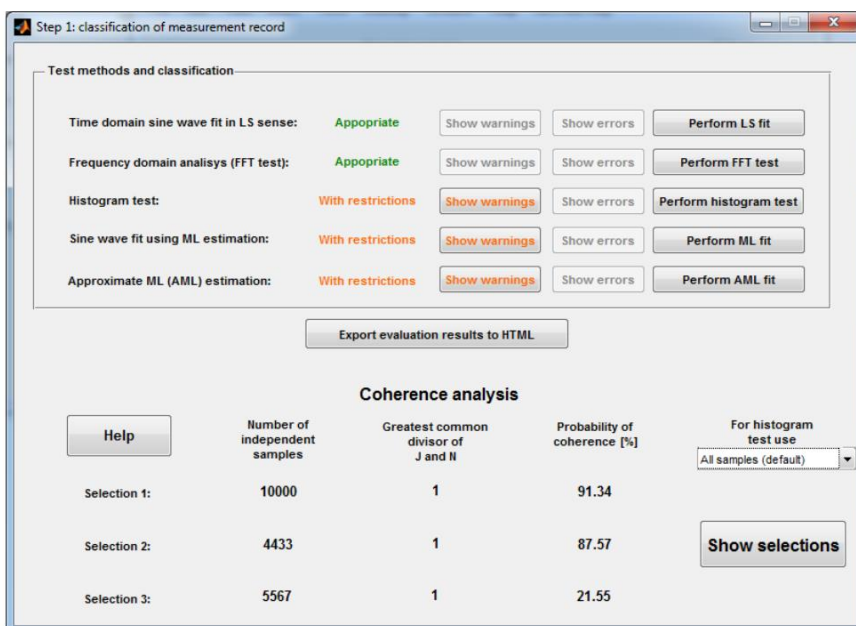 Step 1: classification of measurement record
Test methods and classification
Time domain sine wave fit in LS sense: Appopriate Show warnings Show errors Perform LS fit
Frequency domain analisys (FFT test): Appopriate Show warnings Show errors Perform FFT test
Histogram test: With restrictions Show warnings Show errors Perform histogram test
Sine wave fit using ML estimation: With restrictions Show warnings Show errors Perform ML fit
Approximate ML (AML) estimation: With restrictions Show warnings Show errors Perform AML fit
Export evaluation results to HTML
Coherence analysis
Help
Number of
independent
samples
Greatest common
divisor of
J and N
Probability of
coherence [%]
For histogram
test use
All samples (default)
Selection 1: 10000 1 91.34
Selection 2: 4433 1 87.57
Show selections
Selection 3: 5567 1 21.55